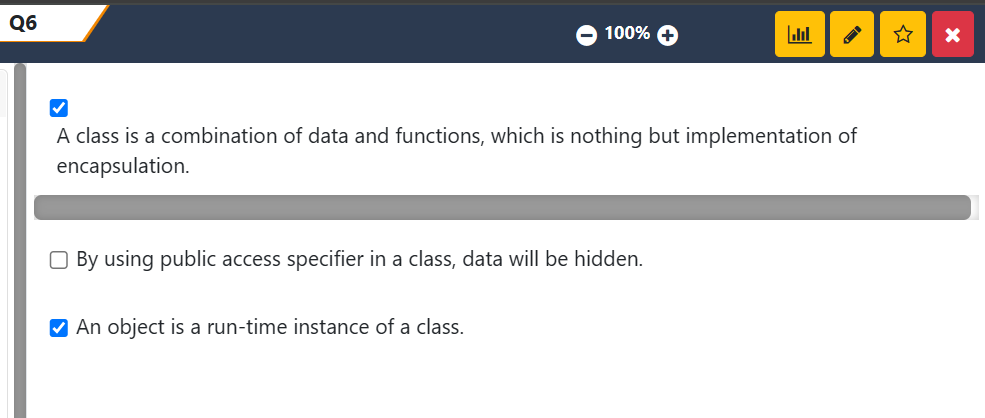 Q6
100%
A class is a combination of data and functions, which is nothing but implementation of
encapsulation.
By using public access specifier in a class, data will be hidden.
An object is a run-time instance of a class.